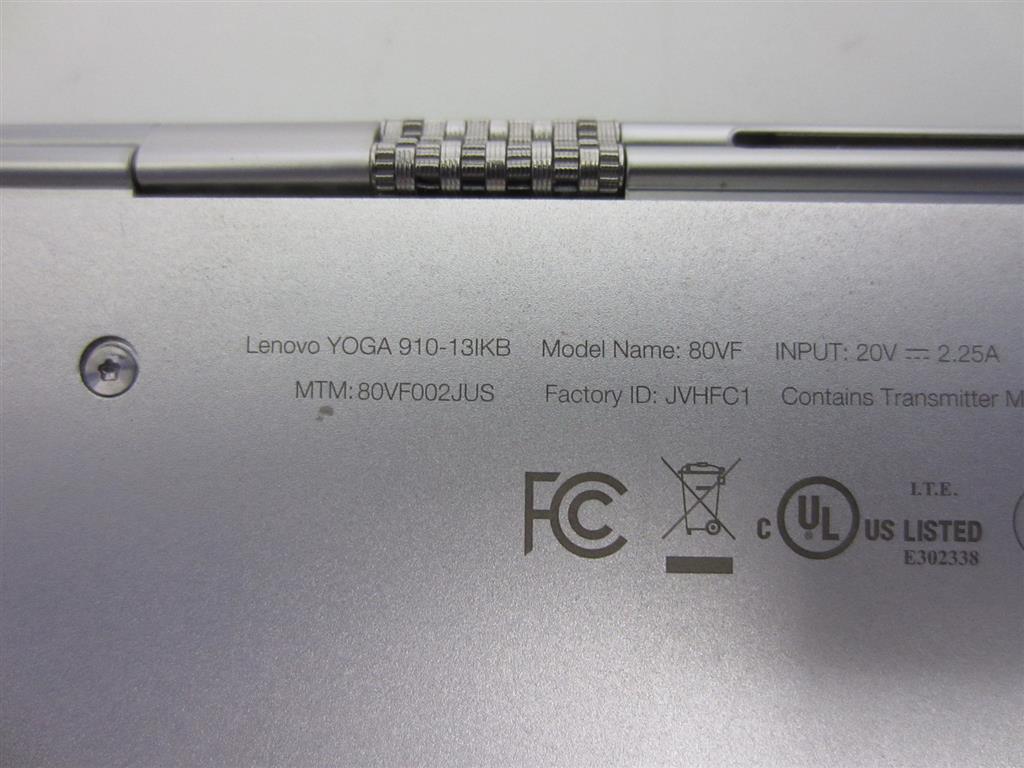 Lenovo YOGA 910-13IKB Model Name: 80VF INPUT: 20V ⎓ 2.25A
MTM: 80VF002JUS Factory ID: JVHFC1 Contains Transmitter M
FC
I.T.E.
C UL® US LISTED
E302338